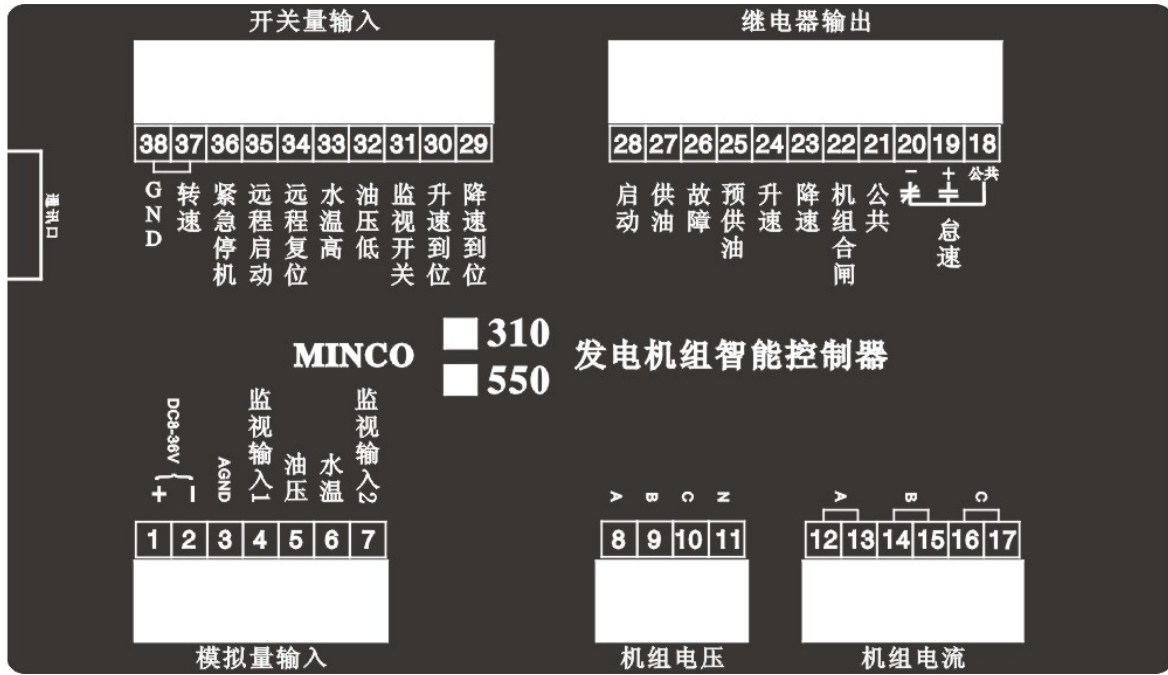 开关量输入
继电器输出
38 37 36 35 34 33 32 31 30 29
28 27 26 25 24 23 22 21 20 19 18
GND
转速
紧急停机
远程启动
远程复位
水温高
油压低
监视开关
升速到位
降速到位
启动
供油
故障
预供油
升速
降速
机组合闸
公共
− + 公共
怠速
通讯口
MINCO
310
550
发电机组智能控制器
DC8-36V
+ −
AGND
监视输入1
油压
水温
监视输入2
A B C N
A B C
1 2 3 4 5 6 7
8 9 10 11
12 13 14 15 16 17
模拟量输入
机组电压
机组电流